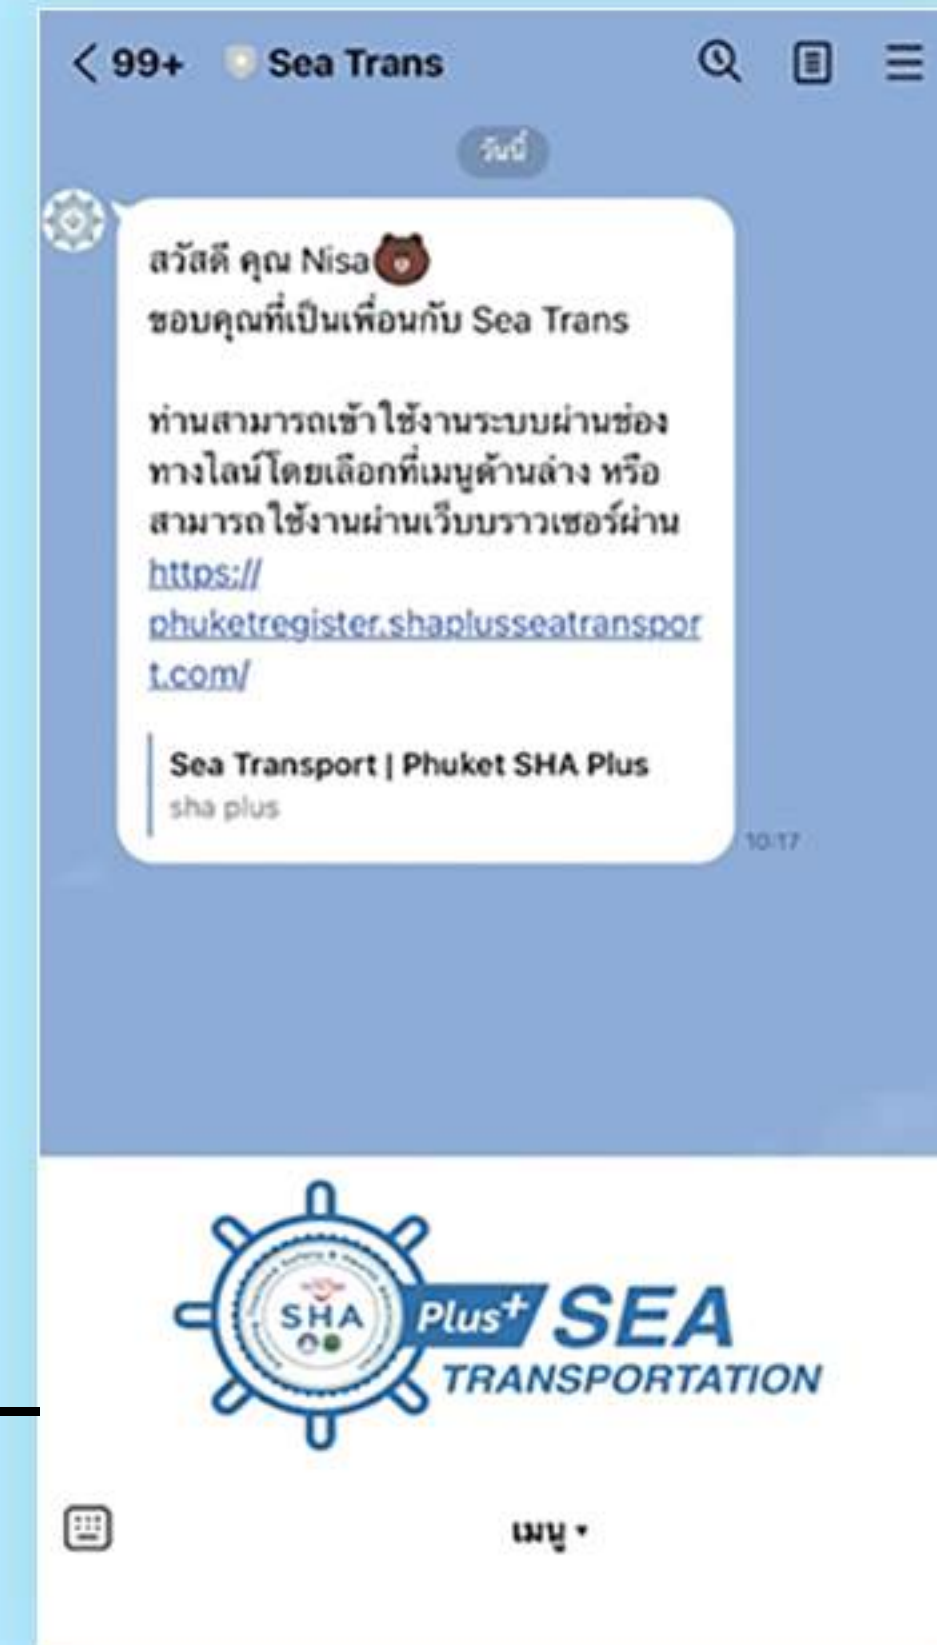 99+ Sea Trans
วันนี้
สวัสดี คุณ Nisa
ขอบคุณที่เป็นเพื่อนกับ Sea Trans
ท่านสามารถเข้าใช้งานระบบผ่านช่อง
ทางไลน์โดยเลือกที่เมนูด้านล่าง หรือ
สามารถใช้งานผ่านเว็บบราวเซอร์ผ่าน
https://
phuketregister.shaplusseatranspor
t.com/
Sea Transport | Phuket SHA Plus
sha plus
10:17
SHA
Plus+ SEA
TRANSPORTATION
เมนู